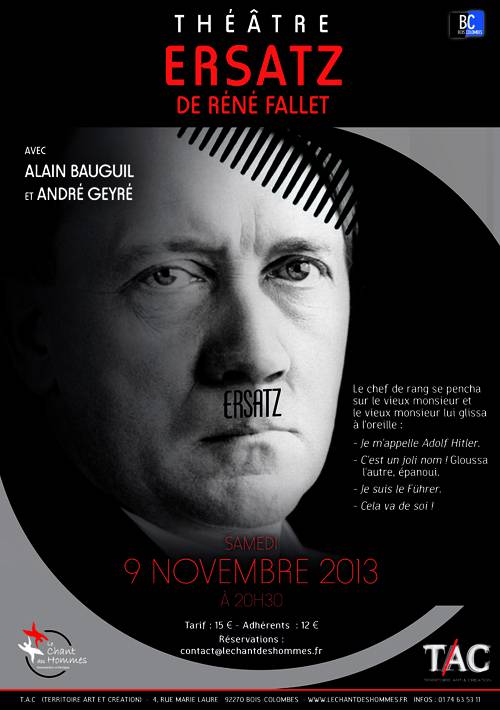 THÉÂTRE
BC
BOIS COLOMBES
ERSATZ
DE RÉNÉ FALLET
AVEC
ALAIN BAUGUIL
ET ANDRÉ GEYRÉ
ERSATZ
Le chef de rang se pencha
sur le vieux monsieur et
le vieux monsieur lui glissa
à l'oreille :
- Je m'appelle Adolf Hitler.
- C'est un joli nom ! Gloussa
l'autre, épanoui.
- Je suis le Führer.
- Cela va de soi !
SAMEDI
9 NOVEMBRE 2013
À 20H30
Tarif : 15 € - Adhérents : 12 €
Réservations :
contact@lechantdeshommes.fr
Le
Chant
des Hommes
T/AC
TERRITOIRE ART & CRÉATION
T.A.C (TERRITOIRE ART ET CRÉATION) - 4, RUE MARIE LAURE 92270 BOIS COLOMBES - WWW.LECHANTDESHOMMES.FR INFOS : 01 74 63 53 11